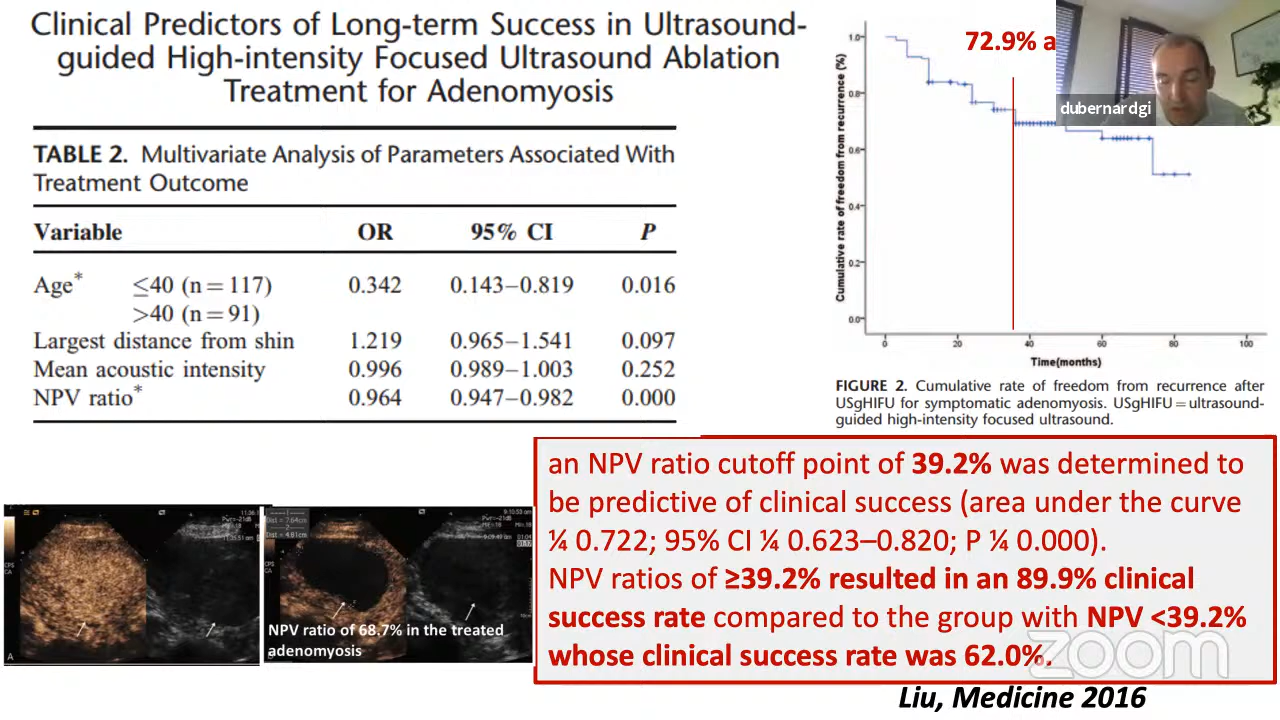 Clinical Predictors of Long-term Success in Ultrasound-
guided High-intensity Focused Ultrasound Ablation
Treatment for Adenomyosis
TABLE 2. Multivariate Analysis of Parameters Associated With
Treatment Outcome
Variable OR 95% CI P
Age* ≤40 (n = 117) 0.342 0.143–0.819 0.016
>40 (n = 91)
Largest distance from shin 1.219 0.965–1.541 0.097
Mean acoustic intensity 0.996 0.989–1.003 0.252
NPV ratio* 0.964 0.947–0.982 0.000
72.9% a
dubernardgi
Cumulative rate of freedom from recurrence (%)
1.0
0.8
0.6
0.4
0.2
0.0
0 20 40 60 80 100
Time(months)
FIGURE 2. Cumulative rate of freedom from recurrence after
USgHIFU for symptomatic adenomyosis. USgHIFU = ultrasound-
guided high-intensity focused ultrasound.
an NPV ratio cutoff point of 39.2% was determined to
be predictive of clinical success (area under the curve
¼ 0.722; 95% CI ¼ 0.623–0.820; P ¼ 0.000).
NPV ratios of ≥39.2% resulted in an 89.9% clinical
success rate compared to the group with NPV <39.2%
whose clinical success rate was 62.0%.
zoom
Liu, Medicine 2016
CPS
CA
A
Dist = 7.64cm
Dist = 4.81cm
CPS
CA
NPV ratio of 68.7% in the treated
adenomyosis